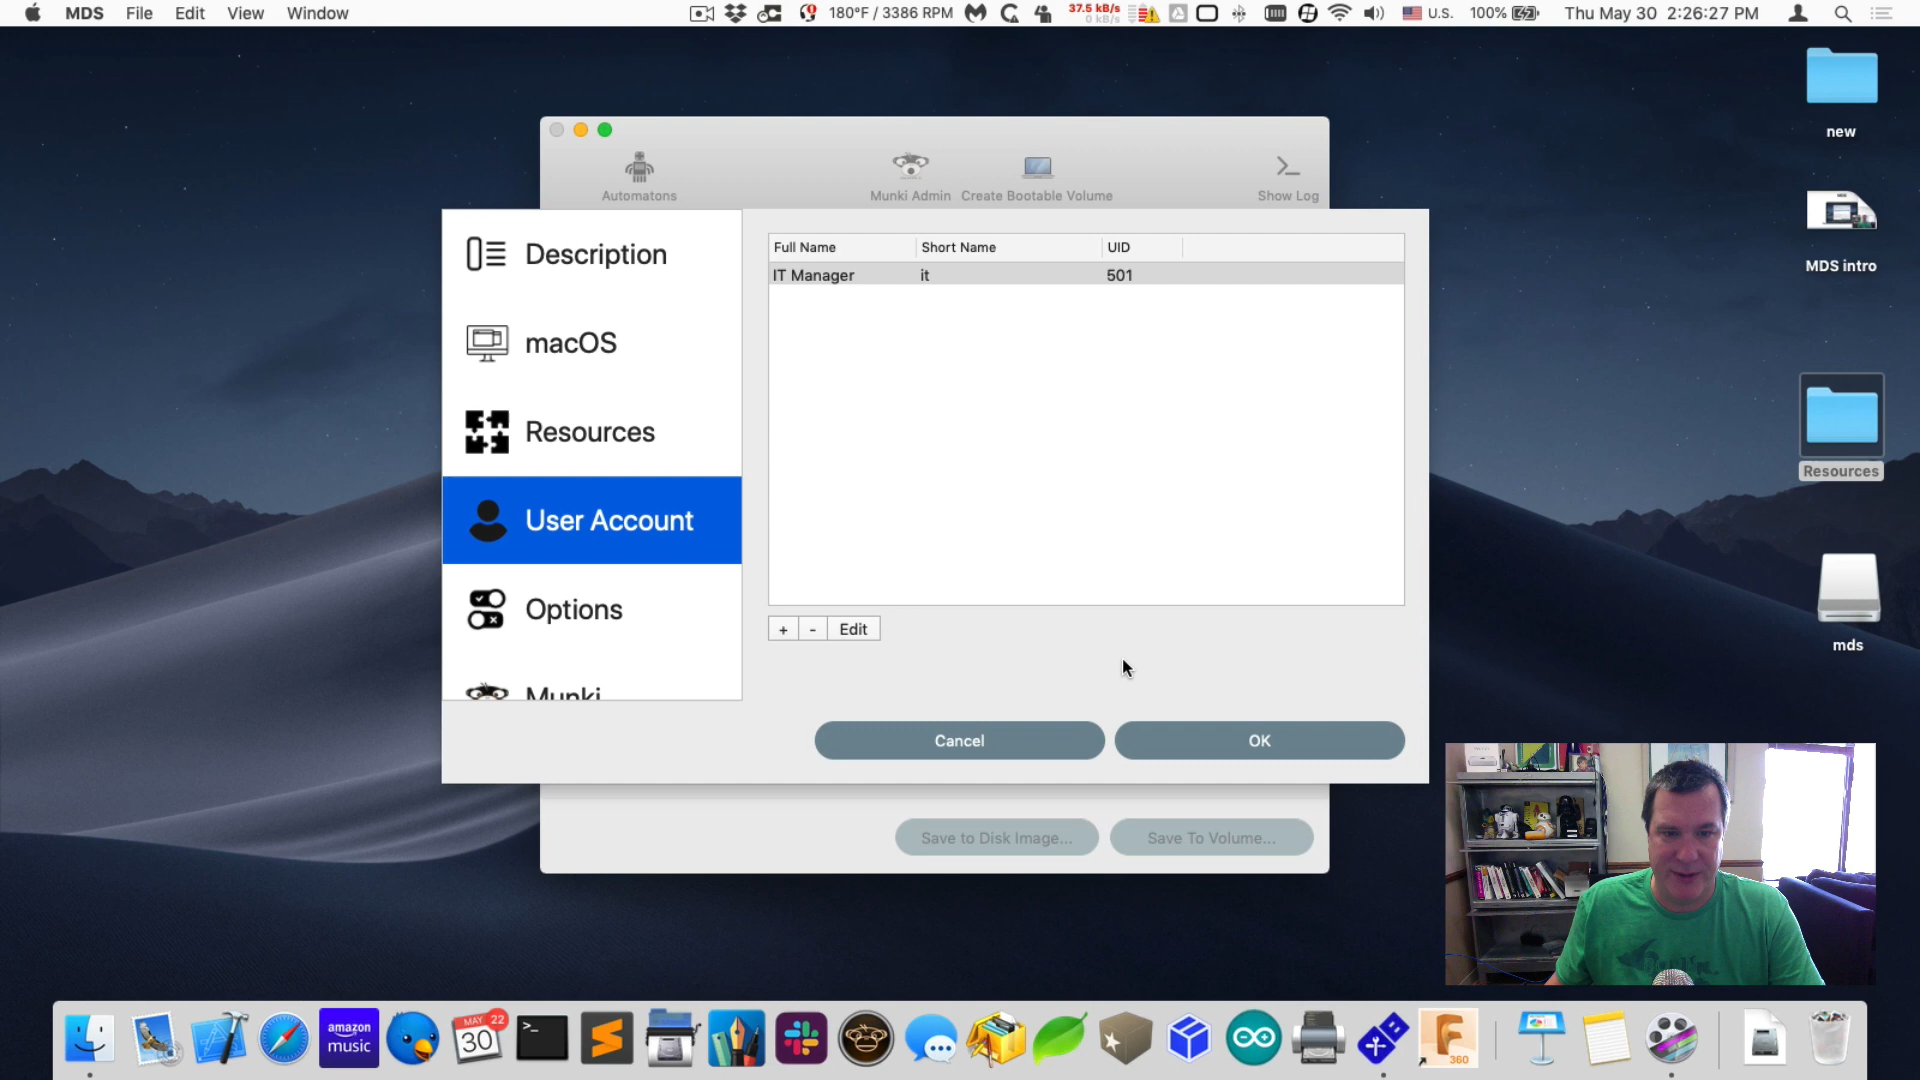 MDS File Edit View Window
180°F / 3386 RPM
37.5 kB/s
0 kB/s
U.S. 100% Thu May 30 2:26:27 PM
new
MDS intro
Resources
mds
Automatons Munki Admin Create Bootable Volume Show Log
Description
macOS
Resources
User Account
Options
Munki
Full Name Short Name UID
IT Manager it 501
+ - Edit
Cancel OK
Save to Disk Image... Save To Volume...
amazon
music
MAY 22
30
>_
360